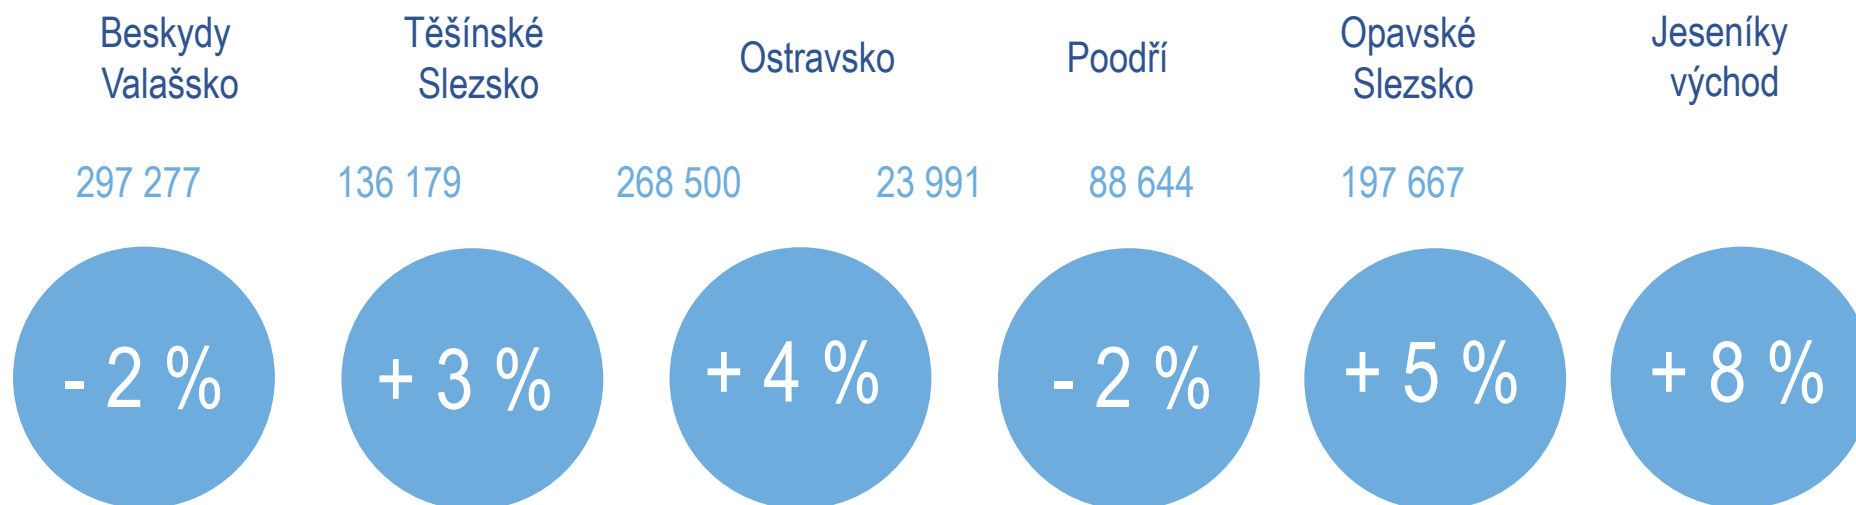 Beskydy
Valašsko
Těšínské
Slezsko
Ostravsko
Poodří
Opavské
Slezsko
Jeseníky
východ
297 277 136 179 268 500 23 991 88 644 197 667
- 2 % + 3 % + 4 % - 2 % + 5 % + 8 %